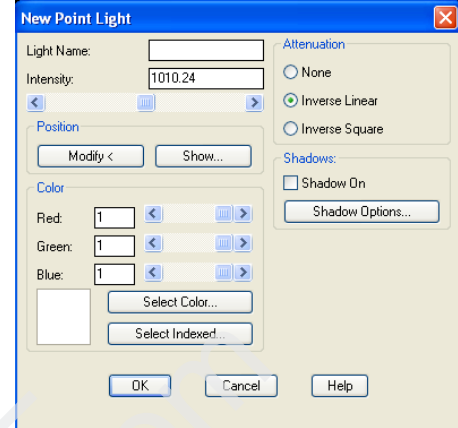 New Point Light
Light Name:
Intensity: 1010.24
Position
Modify < Show...
Color
Red: 1
Green: 1
Blue: 1
Select Color...
Select Indexed...
Attenuation
None
Inverse Linear
Inverse Square
Shadows:
Shadow On
Shadow Options...
OK Cancel Help